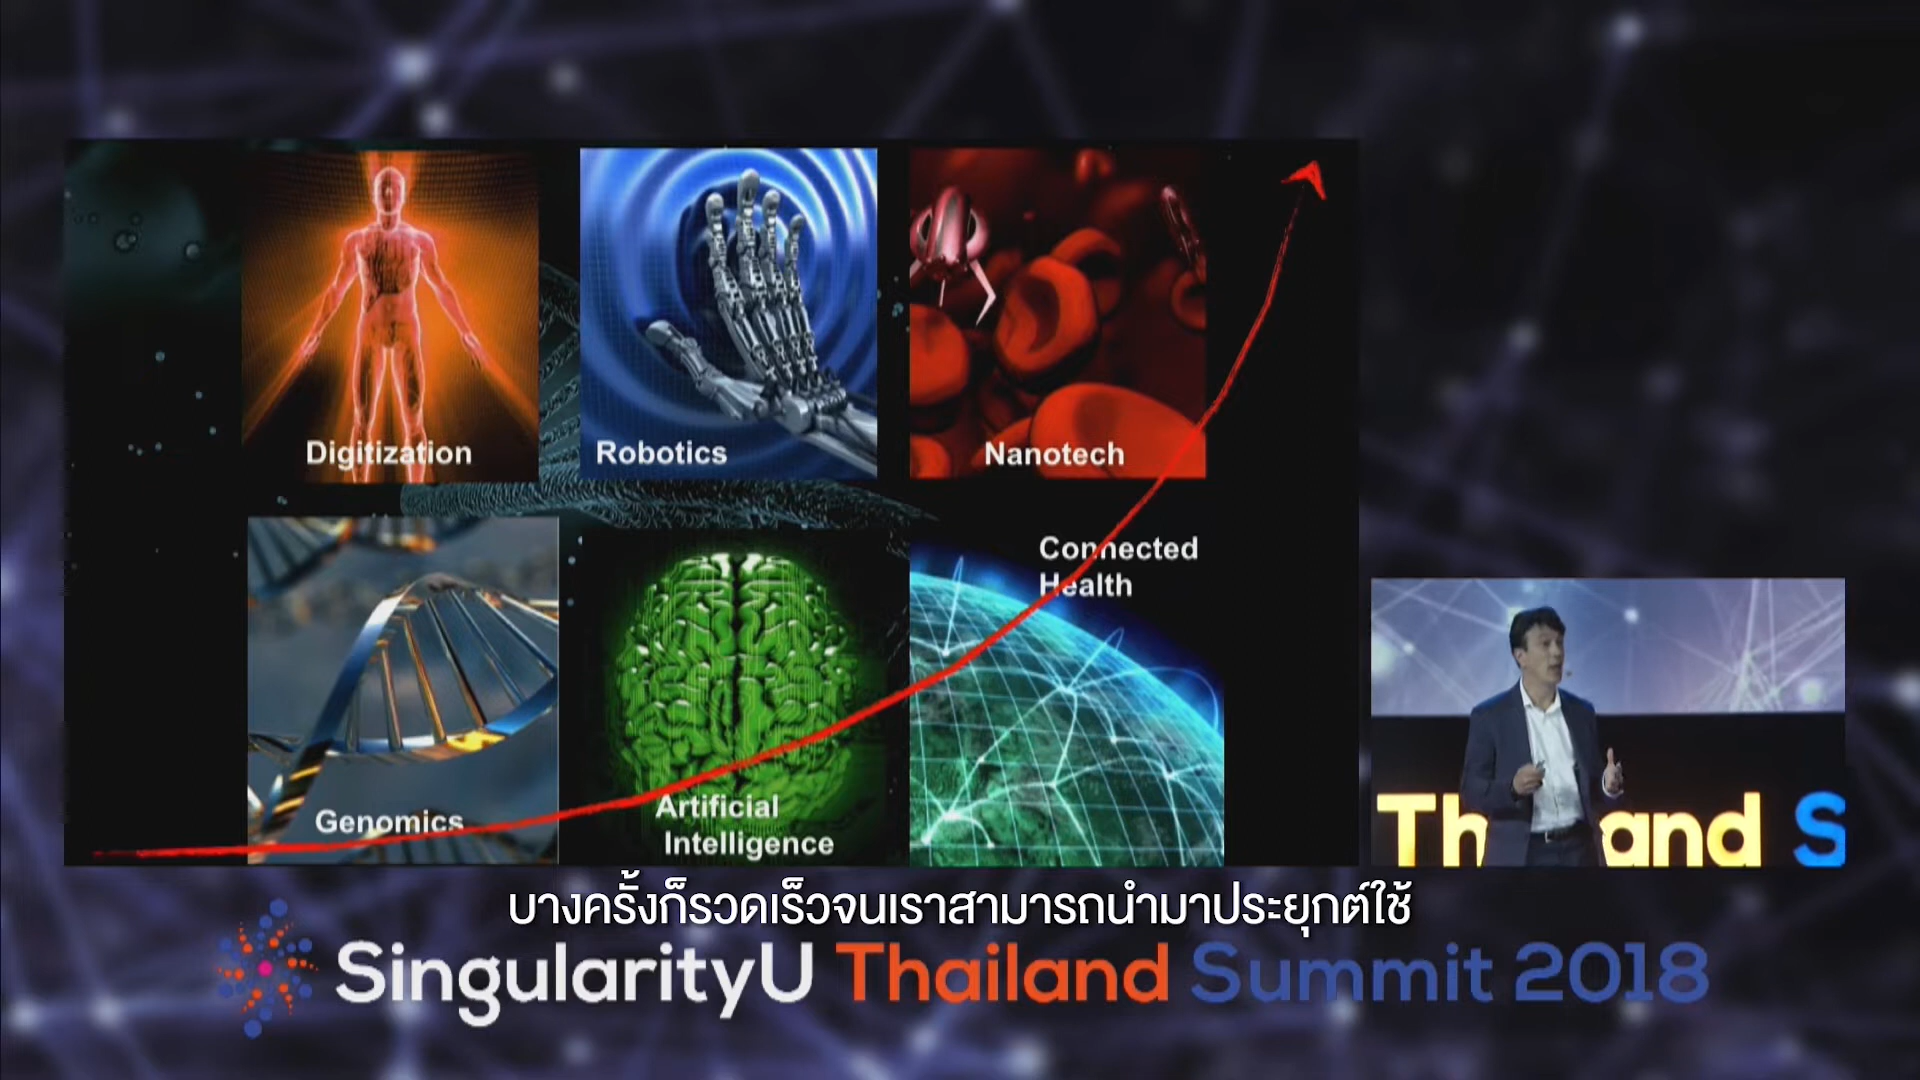 Digitization
Robotics
Nanotech
Connected
Health
Genomics
Artificial
Intelligence
Thailand S
บางครั้งก็รวดเร็วจนเราสามารถนำมาประยุกต์ใช้
SingularityU Thailand Summit 2018